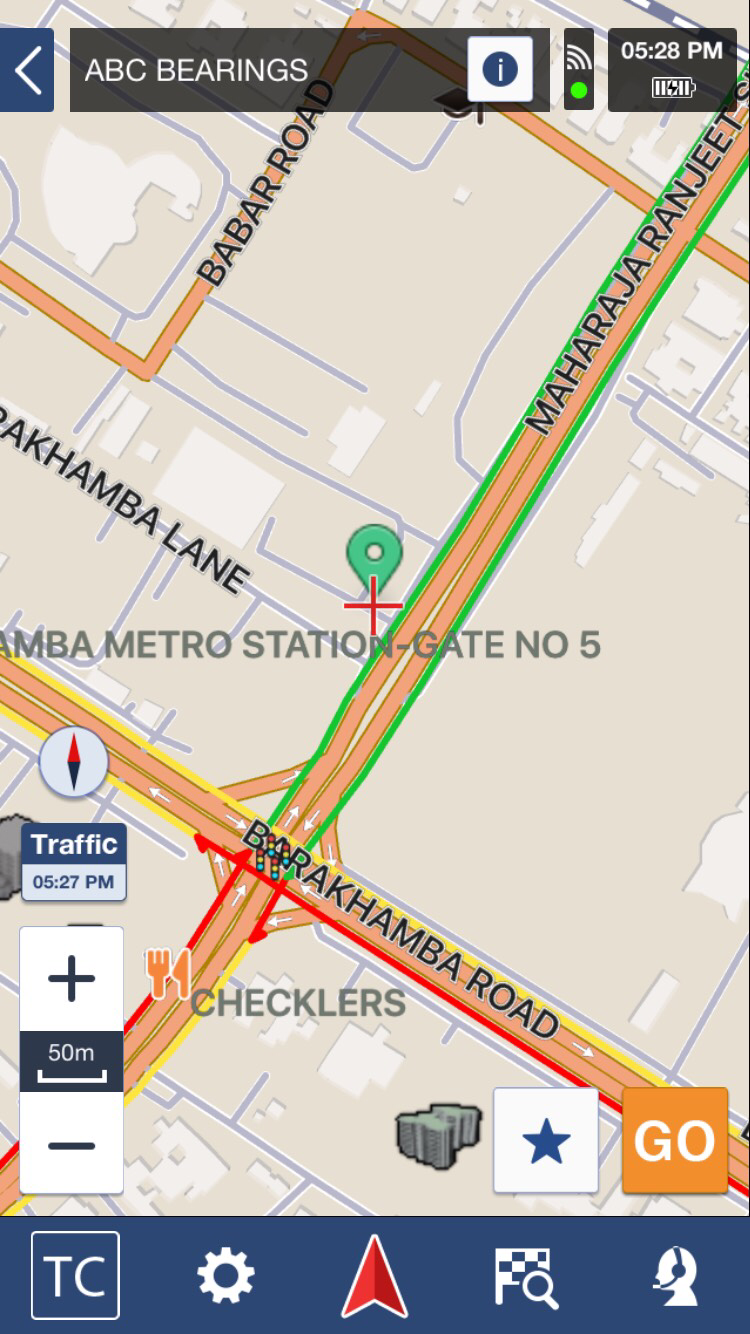 05:28 PM
ABC BEARINGS
i
BABAR ROAD
MAHARAJA RANJEET S
RAKHAMBA LANE
AMBA METRO STATION-GATE NO 5
Traffic
05:27 PM
BARAKHAMBA ROAD
+
CHECKLERS
50m
−
GO
TC